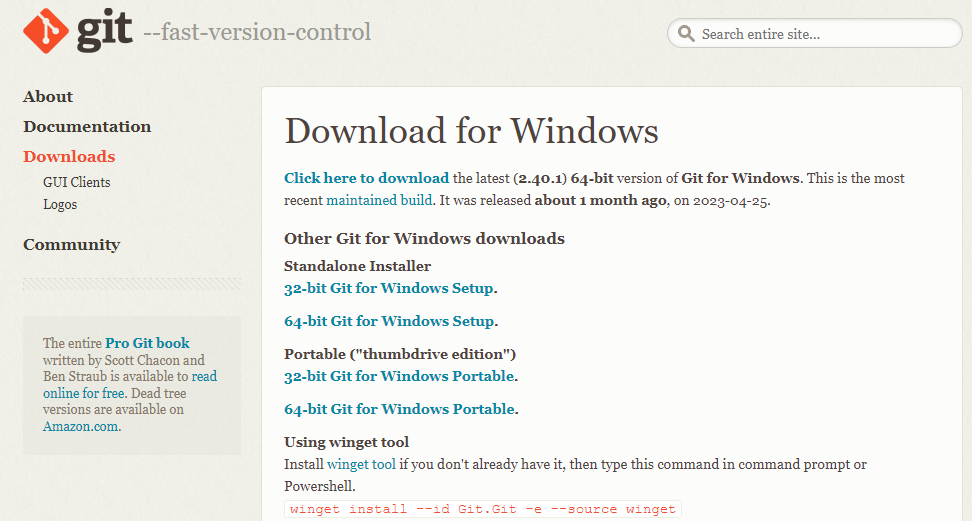 git --fast-version-control
Search entire site...
About
Documentation
Downloads
GUI Clients
Logos
Community
The entire Pro Git book
written by Scott Chacon and
Ben Straub is available to read
online for free. Dead tree
versions are available on
Amazon.com.
Download for Windows
Click here to download the latest (2.40.1) 64-bit version of Git for Windows. This is the most
recent maintained build. It was released about 1 month ago, on 2023-04-25.
Other Git for Windows downloads
Standalone Installer
32-bit Git for Windows Setup.
64-bit Git for Windows Setup.
Portable ("thumbdrive edition")
32-bit Git for Windows Portable.
64-bit Git for Windows Portable.
Using winget tool
Install winget tool if you don't already have it, then type this command in command prompt or
Powershell.
winget install --id Git.Git -e --source winget